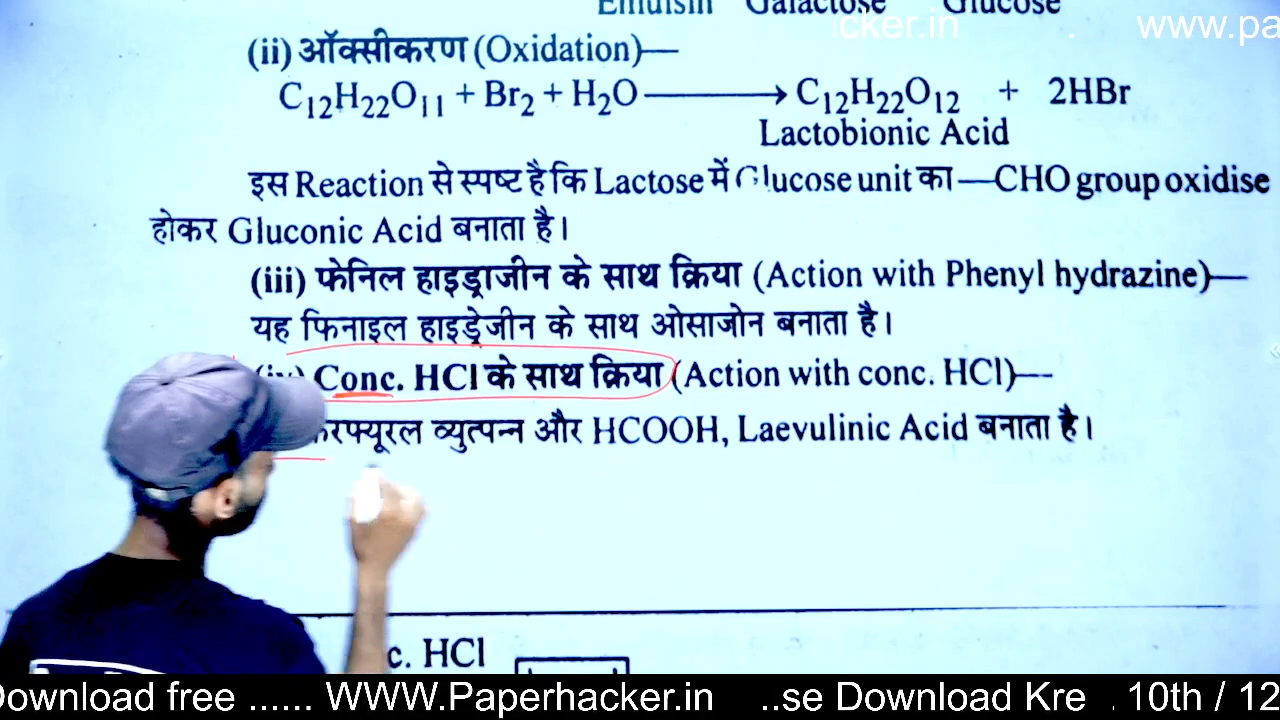 Emulsin Galactose Glucose
cker.in . www.pa
(ii) ऑक्सीकरण (Oxidation)—
C₁₂H₂₂O₁₁ + Br₂ + H₂O ⟶ C₁₂H₂₂O₁₂ + 2HBr
Lactobionic Acid
इस Reaction से स्पष्ट है कि Lactose में Glucose unit का —CHO group oxidise
होकर Gluconic Acid बनाता है।
(iii) फेनिल हाइड्राजीन के साथ क्रिया (Action with Phenyl hydrazine)—
यह फिनाइल हाइड्रेजीन के साथ ओसाजोन बनाता है।
(iv) Conc. HCl के साथ क्रिया (Action with conc. HCl)—
व्युत्पन्न और HCOOH, Laevulinic Acid बनाता है।
c. HCl
Download free ...... WWW.Paperhacker.in ..se Download Kre . 10th / 12